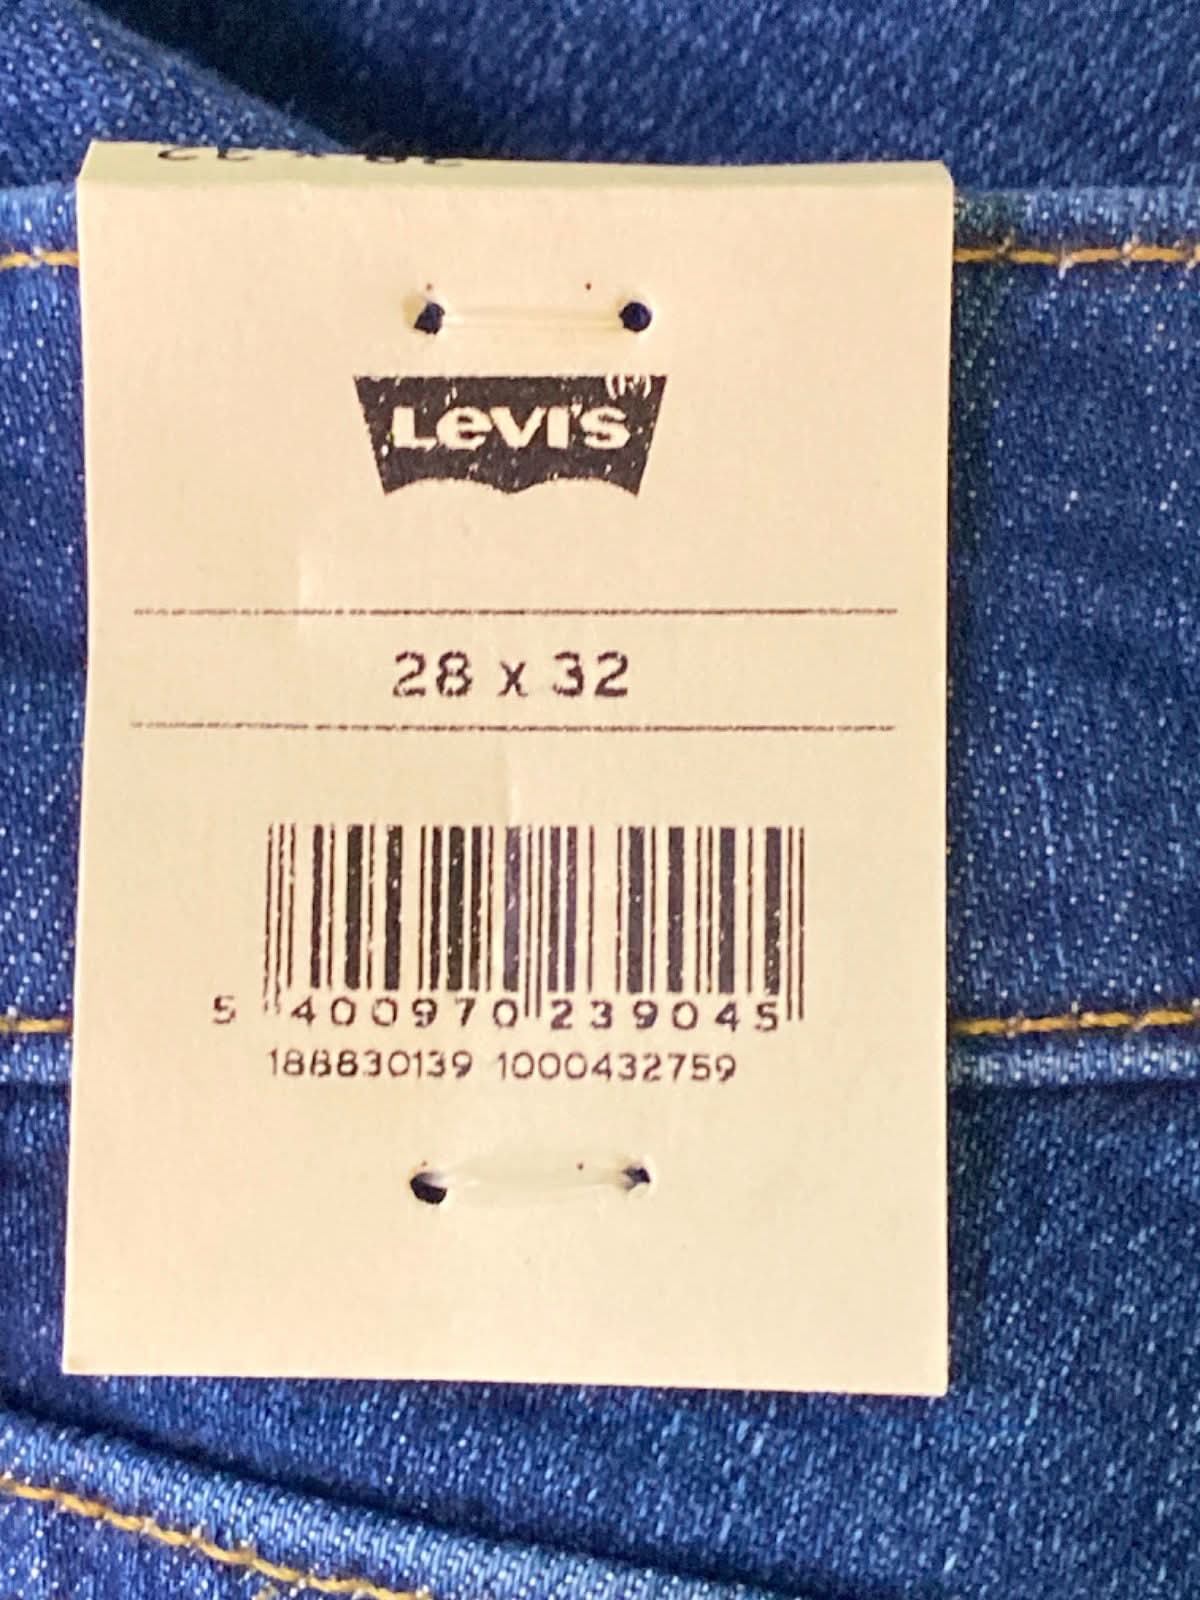 Levi's
(R)
28 x 32
5 400970 239045
188830139 1000432759